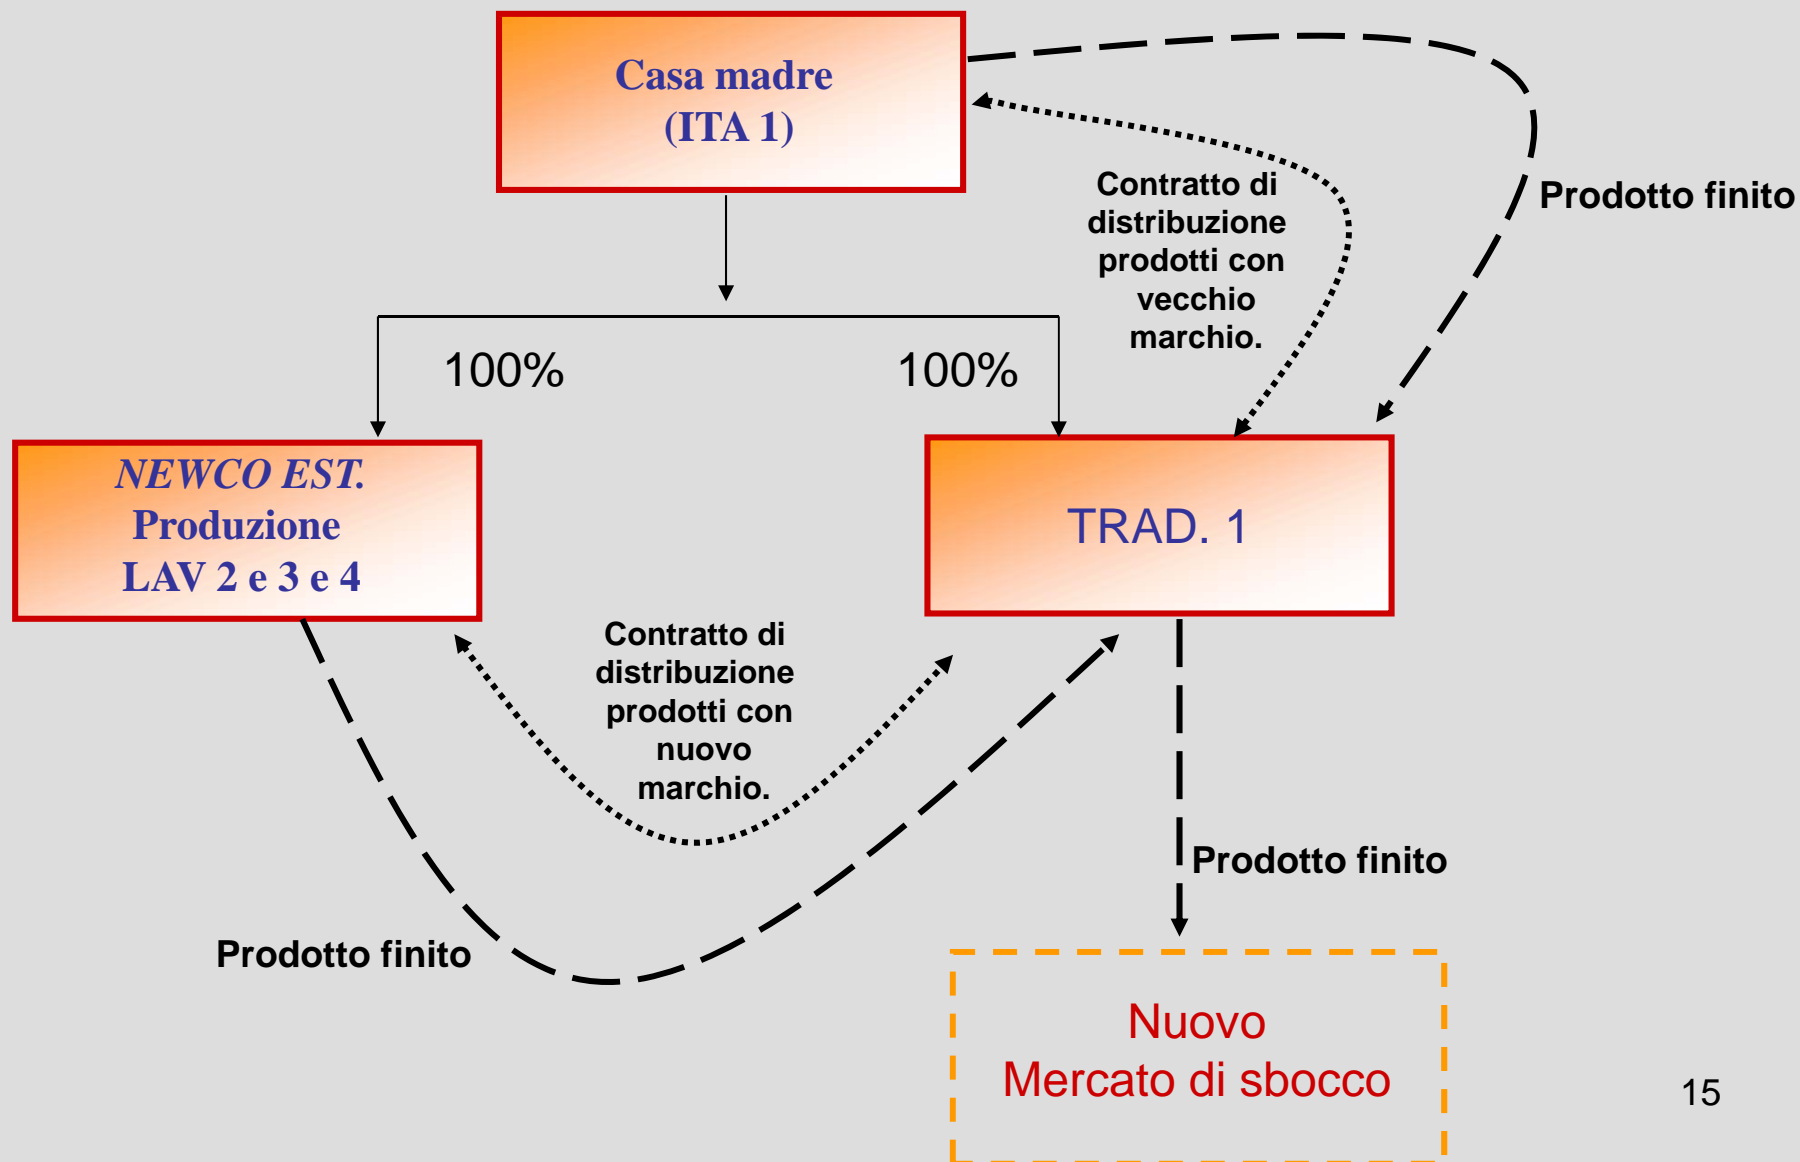 Casa madre
(ITA 1)
Contratto di
distribuzione
prodotti con
vecchio
marchio.
Prodotto finito
100%
100%
NEWCO EST.
Produzione
LAV 2 e 3 e 4
TRAD. 1
Contratto di
distribuzione
prodotti con
nuovo
marchio.
Prodotto finito
Prodotto finito
Nuovo
Mercato di sbocco
15